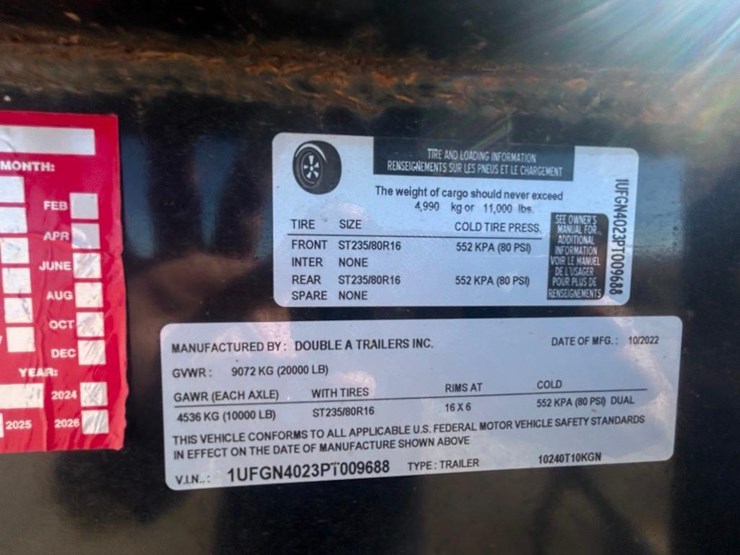 MONTH:
FEB
APR
JUNE
AUG
OCT
DEC
YEAR:
2024
2025 2026
TIRE AND LOADING INFORMATION
RENSEIGNEMENTS SUR LES PNEUS ET LE CHARGEMENT
The weight of cargo should never exceed
4,990 kg or 11,000 lbs.
TIRE SIZE COLD TIRE PRESS.
FRONT ST235/80R16 552 KPA (80 PSI)
INTER NONE
REAR ST235/80R16 552 KPA (80 PSI)
SPARE NONE
SEE OWNER'S
MANUAL FOR
ADDITIONAL
INFORMATION
VOIR LE MANUEL
DE L'USAGER
POUR PLUS DE
RENSEIGNEMENTS
1UFGN4023PT009688
MANUFACTURED BY: DOUBLE A TRAILERS INC. DATE OF MFG.: 10/2022
GVWR: 9072 KG (20000 LB)
GAWR (EACH AXLE) WITH TIRES RIMS AT COLD
4536 KG (10000 LB) ST235/80R16 16 X 6 552 KPA (80 PSI) DUAL
THIS VEHICLE CONFORMS TO ALL APPLICABLE U.S. FEDERAL MOTOR VEHICLE SAFETY STANDARDS
IN EFFECT ON THE DATE OF MANUFACTURE SHOWN ABOVE
V.I.N..: 1UFGN4023PT009688 TYPE: TRAILER 10240T10KGN